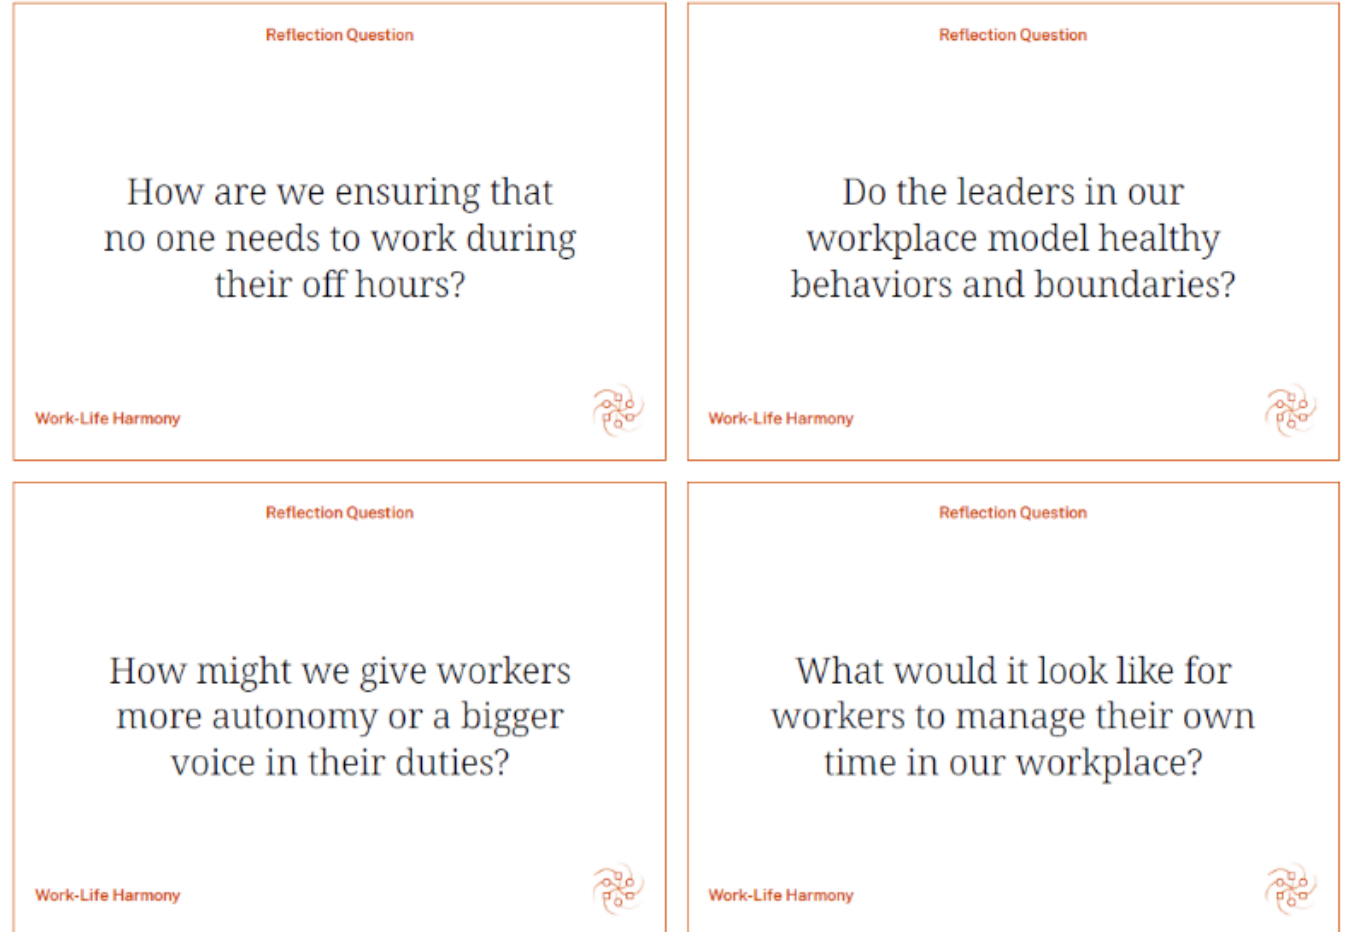 Reflection Question
How are we ensuring that
no one needs to work during
their off hours?
Work-Life Harmony
Reflection Question
Do the leaders in our
workplace model healthy
behaviors and boundaries?
Work-Life Harmony
Reflection Question
How might we give workers
more autonomy or a bigger
voice in their duties?
Work-Life Harmony
Reflection Question
What would it look like for
workers to manage their own
time in our workplace?
Work-Life Harmony